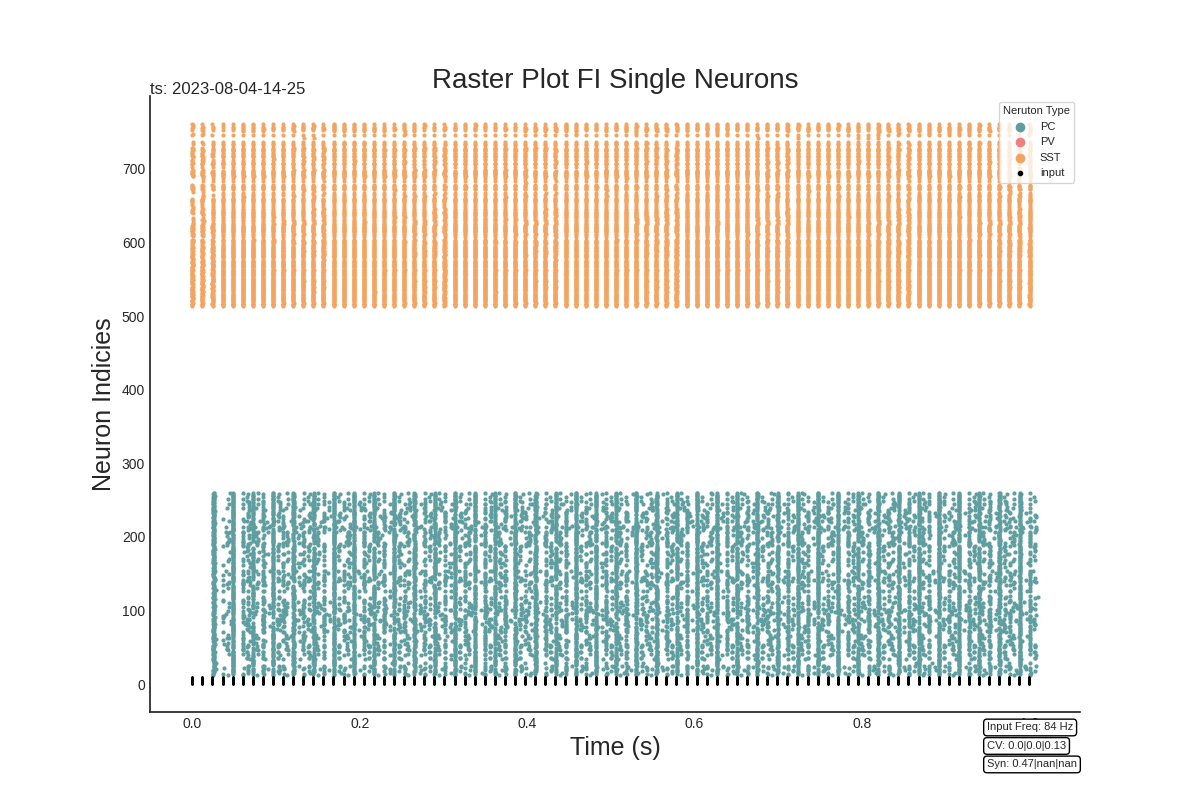 Raster Plot FI Single Neurons
ts: 2023-08-04-14-25
Neruton Type
PC
PV
SST
input
Neuron Indicies
700
600
500
400
300
200
100
0
0.0 0.2 0.4 0.6 0.8
Time (s)
Input Freq: 84 Hz
CV: 0.0|0.0|0.13
Syn: 0.47|nan|nan